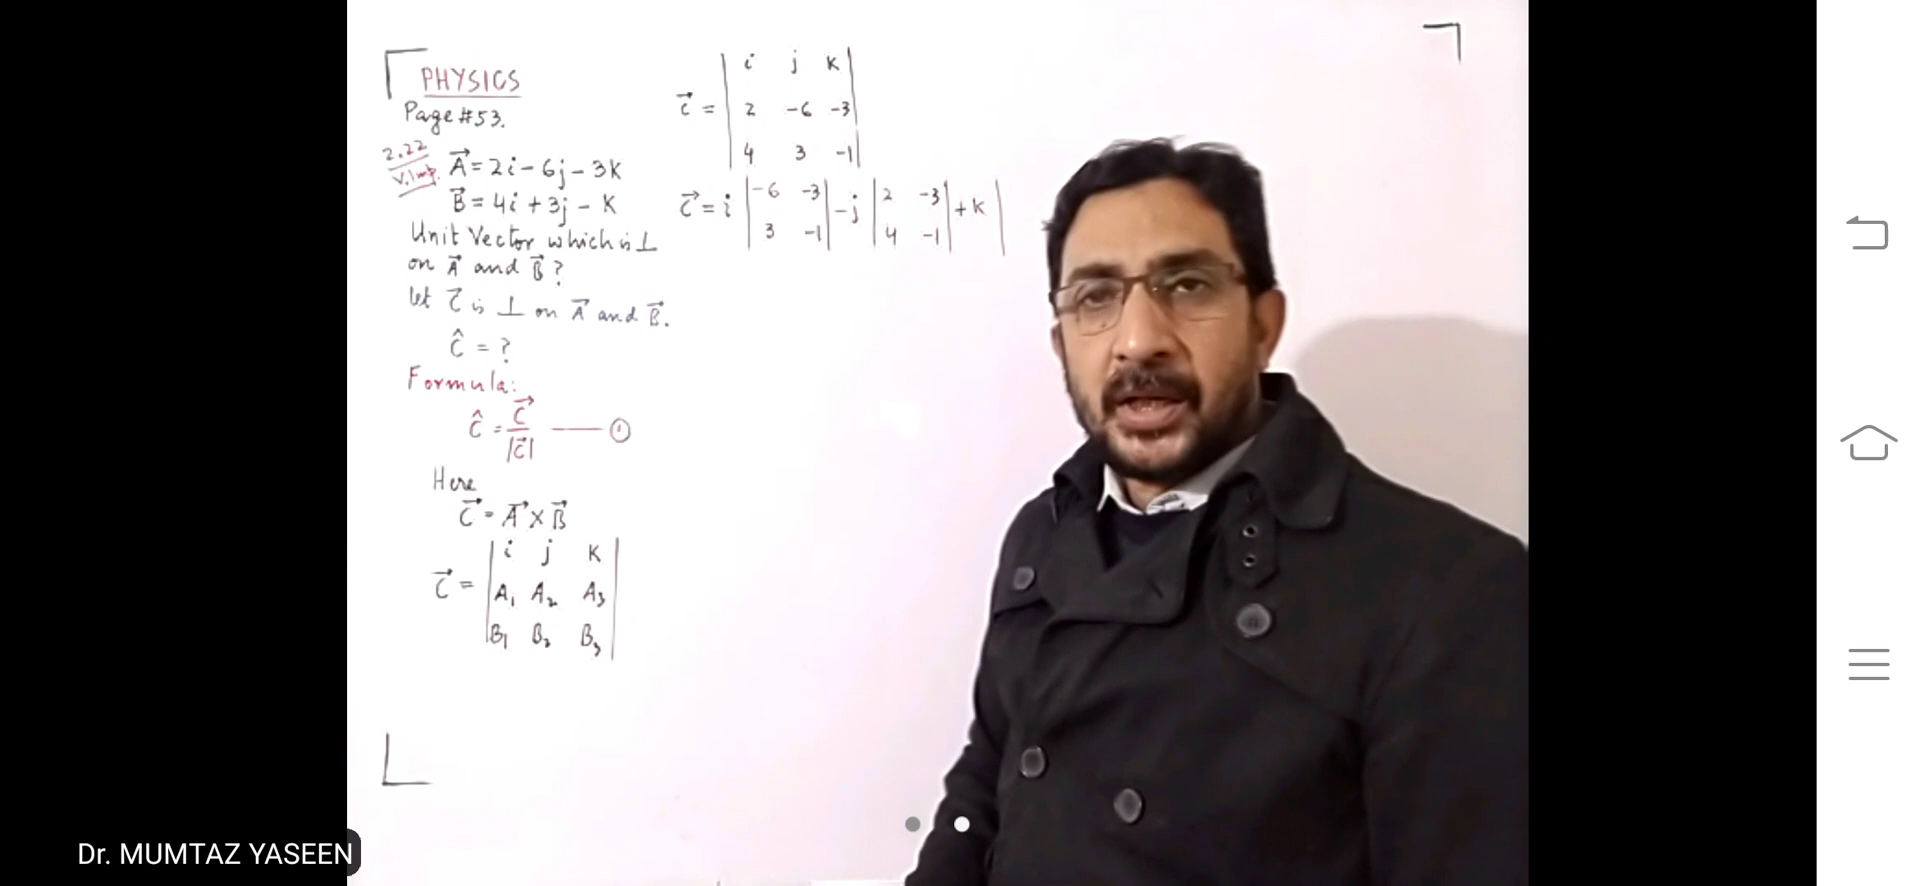 PHYSICS
Page #53.
2.22
V.Imp.
A⃗ = 2i - 6j - 3K
B⃗ = 4i + 3j - K
Unit Vector which is ⊥
on A⃗ and B⃗ ?
let C⃗ is ⊥ on A⃗ and B⃗.
Ĉ = ?
Formula:
Ĉ = C⃗ / |C⃗| —— ①
Here
C⃗ = A⃗ × B⃗
C⃗ = | i j K |
| A₁ A₂ A₃ |
| B₁ B₂ B₃ |
C⃗ = | i j K |
| 2 -6 -3 |
| 4 3 -1 |
C⃗ = i | -6 -3 | - j | 2 -3 | + K | |
| 3 -1 | | 4 -1 |
Dr. MUMTAZ YASEEN